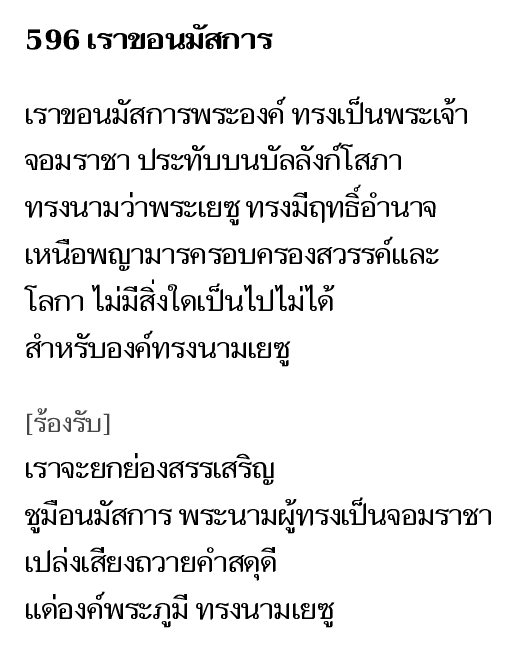 596 เราขอนมัสการ
เราขอนมัสการพระองค์ ทรงเป็นพระเจ้า
จอมราชา ประทับบนบัลลังก์โสภา
ทรงนามว่าพระเยซู ทรงมีฤทธิ์อำนาจ
เหนือพญามารครอบครองสวรรค์และ
โลกา ไม่มีสิ่งใดเป็นไปไม่ได้
สำหรับองค์ทรงนามเยซู
[ร้องรับ]
เราจะยกย่องสรรเสริญ
ชูมือนมัสการ พระนามผู้ทรงเป็นจอมราชา
เปล่งเสียงถวายคำสดุดี
แด่องค์พระภูมี ทรงนามเยซู